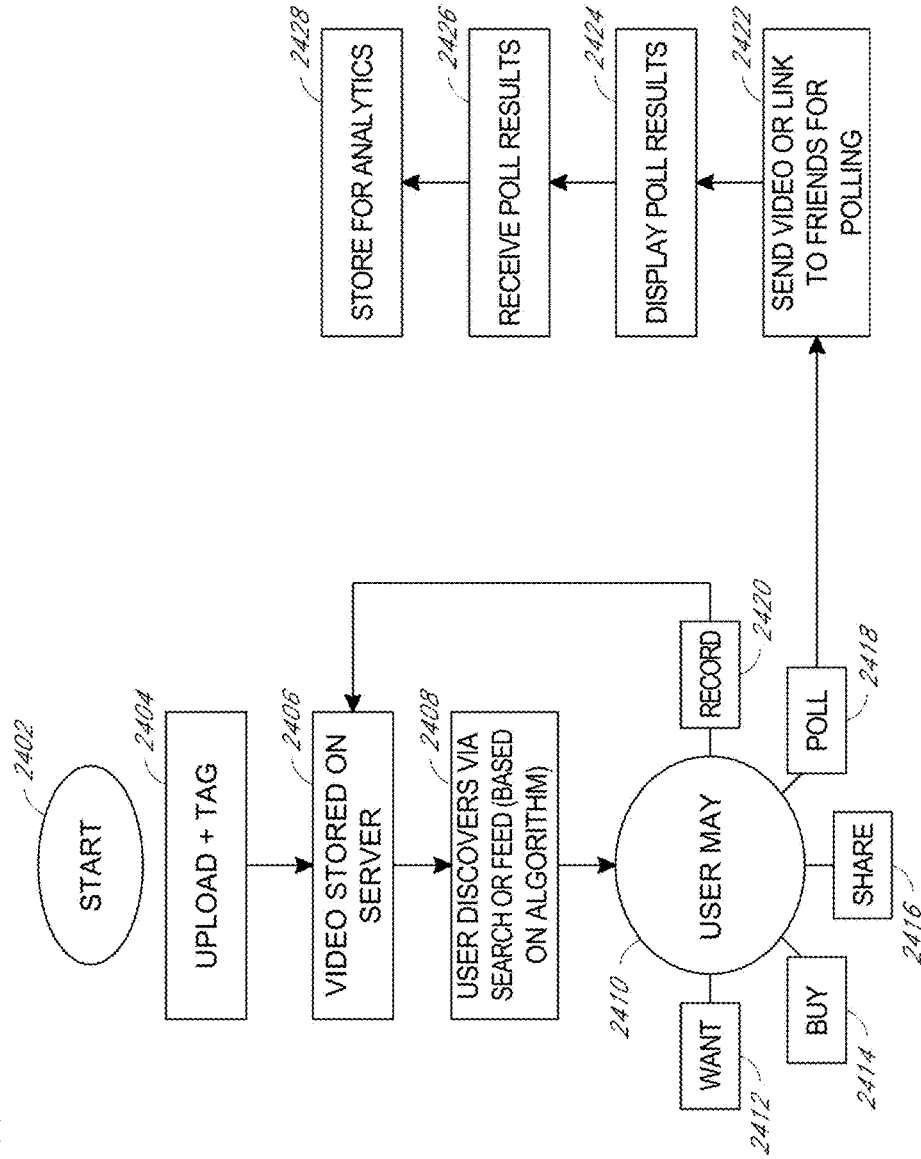 START
2402
UPLOAD + TAG
2404
VIDEO STORED ON
SERVER
2406
USER DISCOVERS VIA
SEARCH OR FEED (BASED
ON ALGORITHM)
2408
USER MAY
2410
WANT
2412
BUY
2414
SHARE
2416
POLL
2418
RECORD
2420
SEND VIDEO OR LINK
TO FRIENDS FOR
POLLING
2422
DISPLAY POLL RESULTS
2424
RECEIVE POLL RESULTS
2426
STORE FOR ANALYTICS
2428